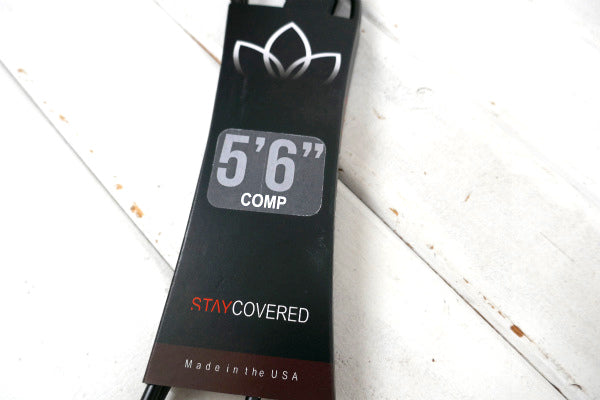 5'6”
COMP
STAYCOVERED
Made in the USA